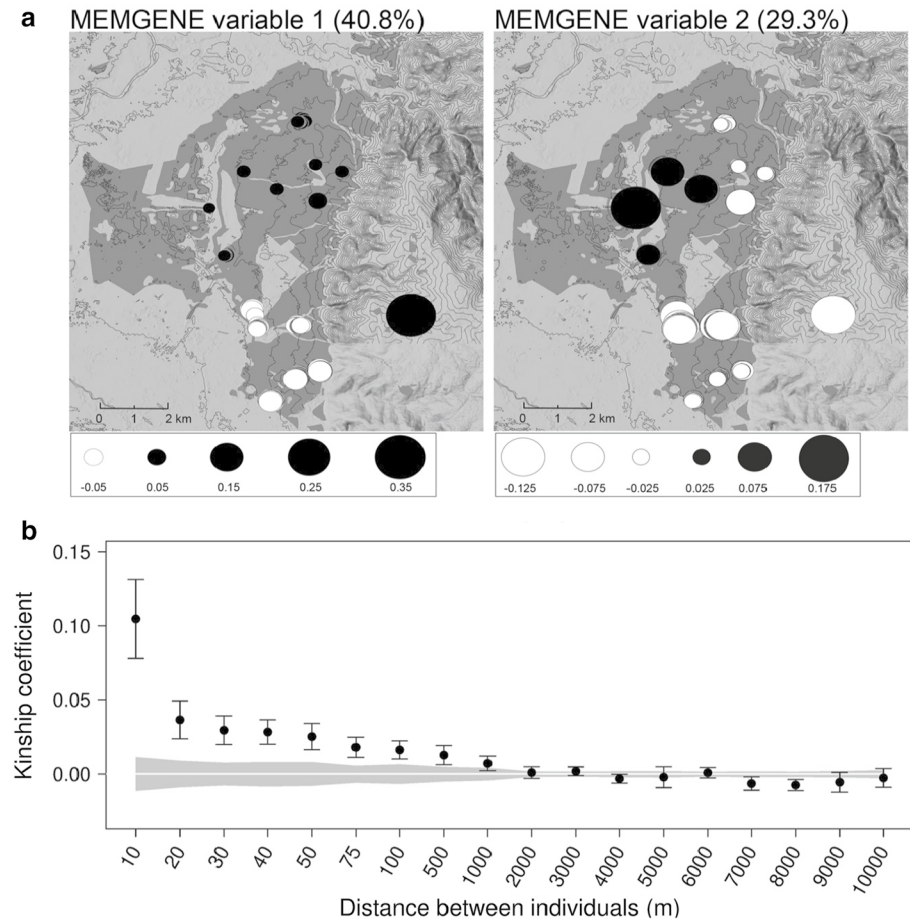 a MEMGENE variable 1 (40.8%) MEMGENE variable 2 (29.3%)
0 1 2 km 0 1 2 km
-0.05 0.05 0.15 0.25 0.35 -0.125 -0.075 -0.025 0.025 0.075 0.175
b
0.15
0.10
0.05
0.00
Kinship coefficient
10 20 30 40 50 75 100 500 1000 2000 3000 4000 5000 6000 7000 8000 9000 10000
Distance between individuals (m)